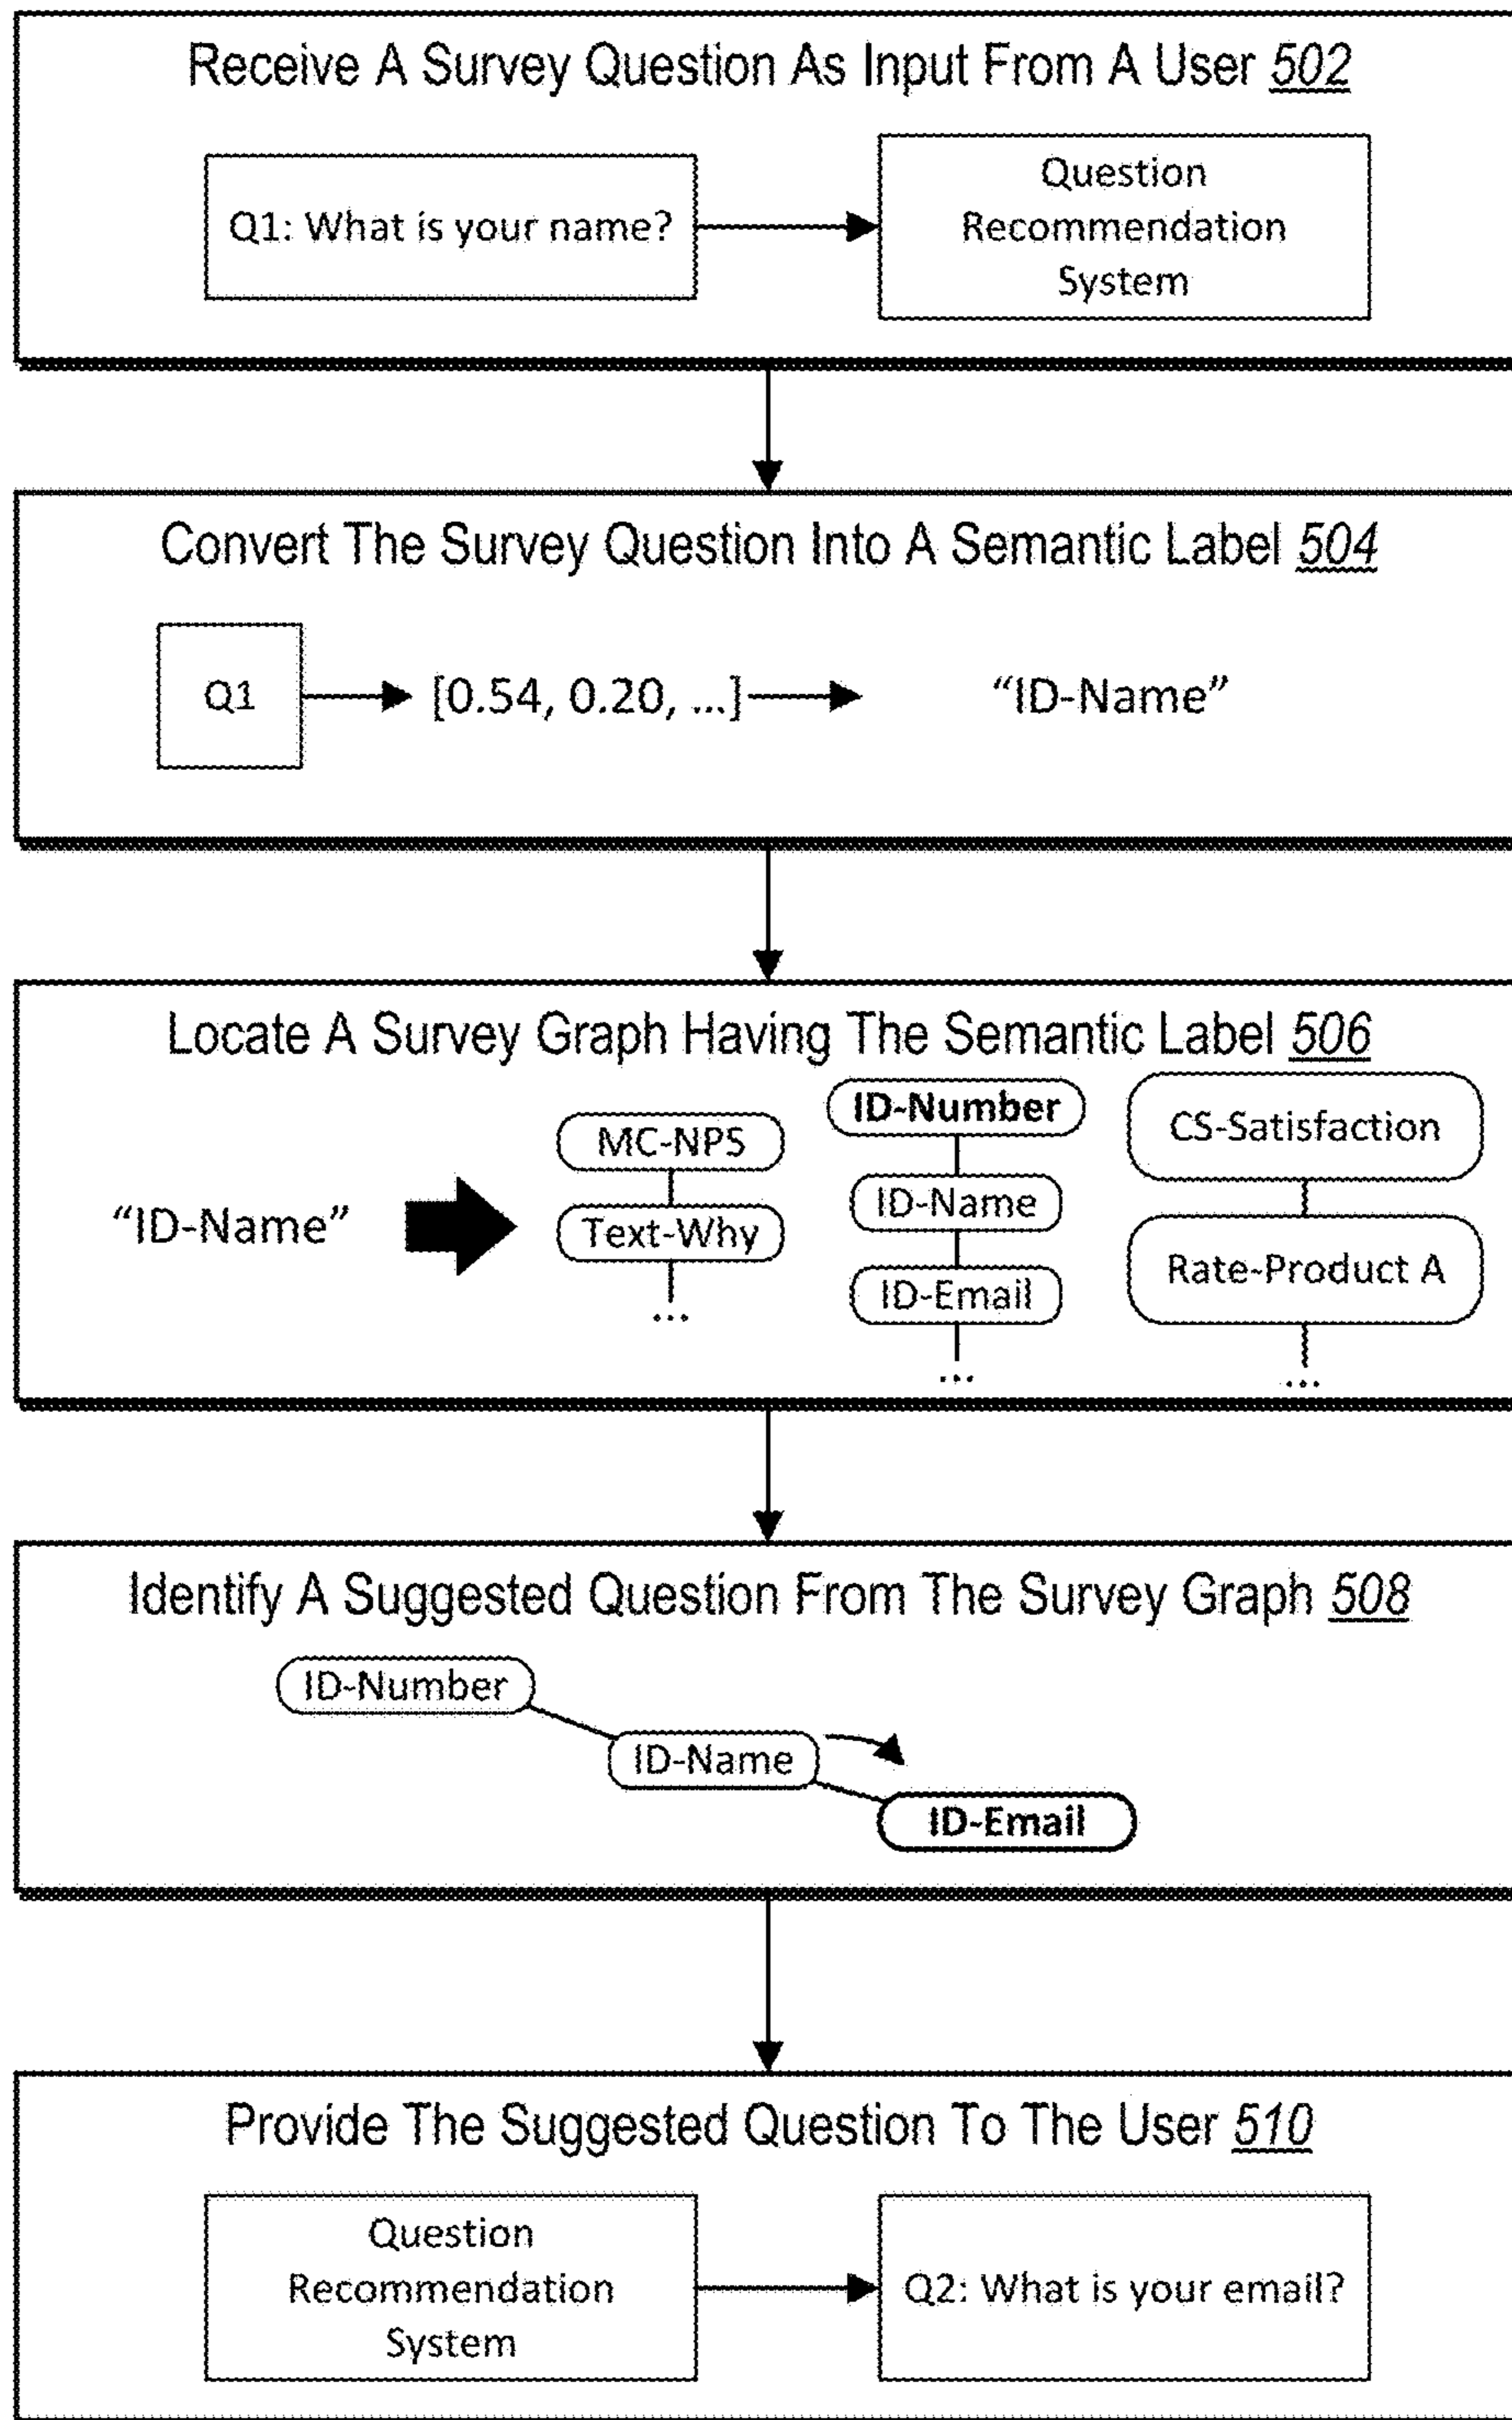 Receive A Survey Question As Input From A User 502
Q1: What is your name?
Question
Recommendation
System
Convert The Survey Question Into A Semantic Label 504
Q1
[0.54, 0.20, ...]
“ID-Name”
Locate A Survey Graph Having The Semantic Label 506
“ID-Name”
MC-NPS
Text-Why
...
ID-Number
ID-Name
ID-Email
...
CS-Satisfaction
Rate-Product A
...
Identify A Suggested Question From The Survey Graph 508
ID-Number
ID-Name
ID-Email
Provide The Suggested Question To The User 510
Question
Recommendation
System
Q2: What is your email?